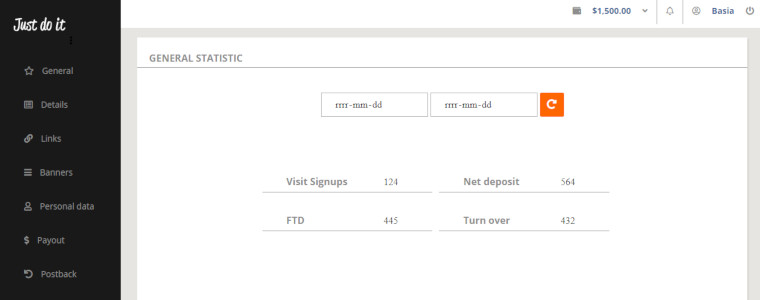 Just do it
$1,500.00
Basia
General
Details
Links
Banners
Personal data
$ Payout
Postback
GENERAL STATISTIC
rrrr-mm-dd rrrr-mm-dd
Visit Signups 124 Net deposit 564
FTD 445 Turn over 432